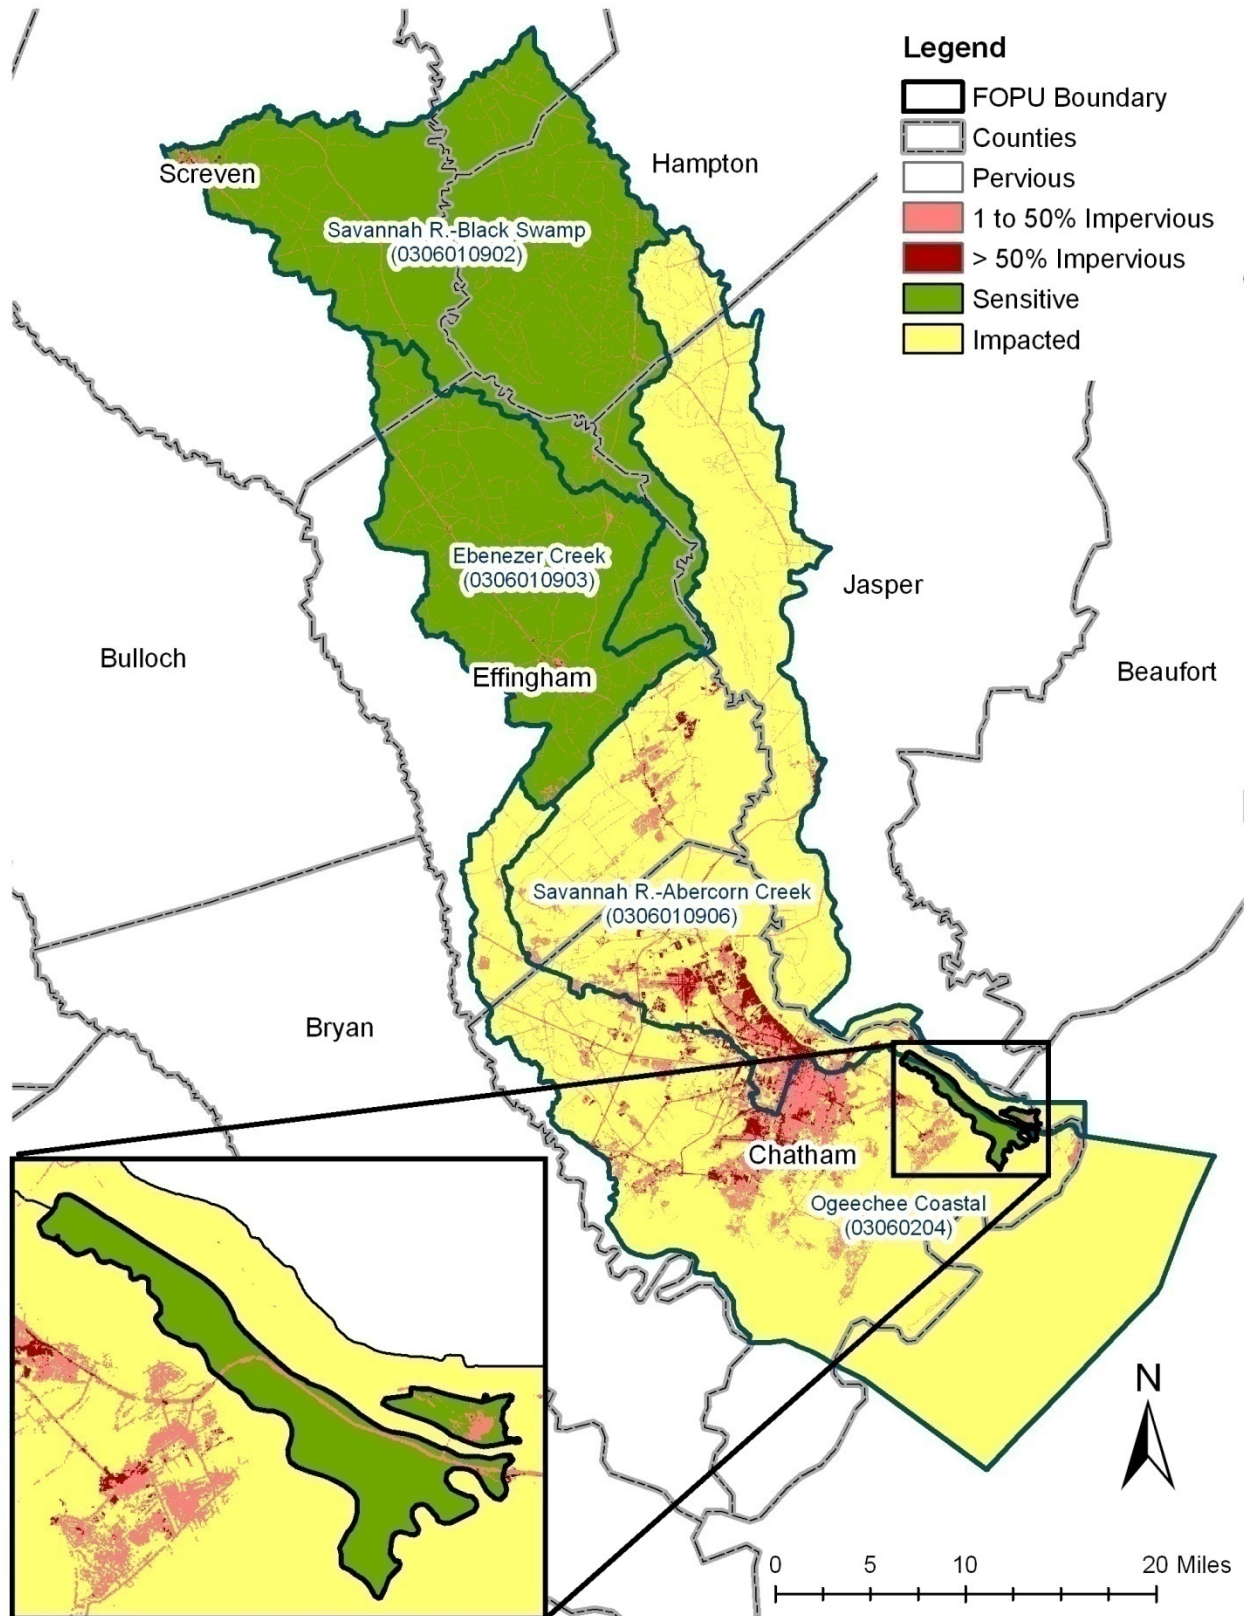 Legend
FOPU Boundary
Counties
Pervious
1 to 50% Impervious
> 50% Impervious
Sensitive
Impacted
Hampton
Screven
Savannah R.-Black Swamp
(0306010902)
Ebenezer Creek
(0306010903)
Jasper
Bulloch
Effingham
Beaufort
Savannah R.-Abercorn Creek
(0306010906)
Bryan
Chatham
Ogeechee Coastal
(03060204)
N
0 5 10 20 Miles